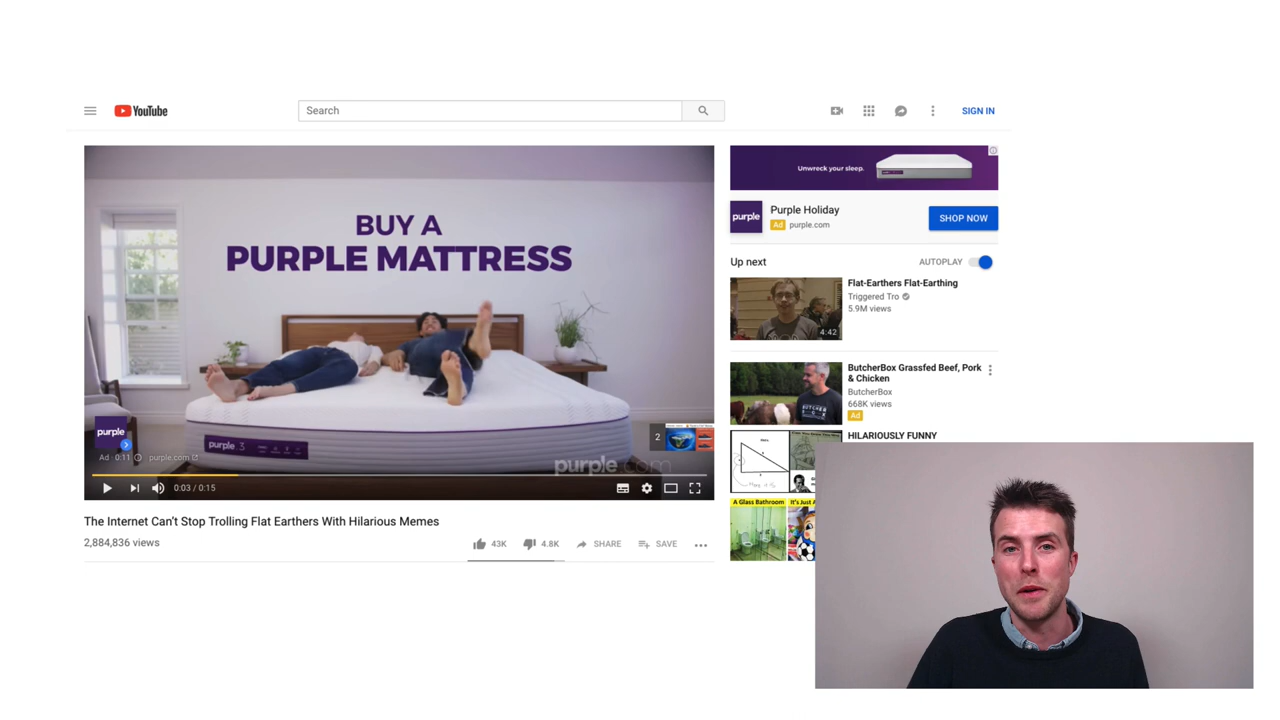 YouTube
Search
SIGN IN
BUY A
PURPLE MATTRESS
purple
purple 3
purple.com
2
Ad · 0:11
purple.com
0:03 / 0:15
The Internet Can't Stop Trolling Flat Earthers With Hilarious Memes
2,884,836 views
43K
4.8K
SHARE
SAVE
Unwreck your sleep.
purple
Purple Holiday
Ad purple.com
SHOP NOW
Up next
AUTOPLAY
4:42
Flat-Earthers Flat-Earthing
Triggered Tro
5.9M views
ButcherBox Grassfed Beef, Pork
& Chicken
ButcherBox
668K views
Ad
HILARIOUSLY FUNNY
A Glass Bathroom
It's Just A